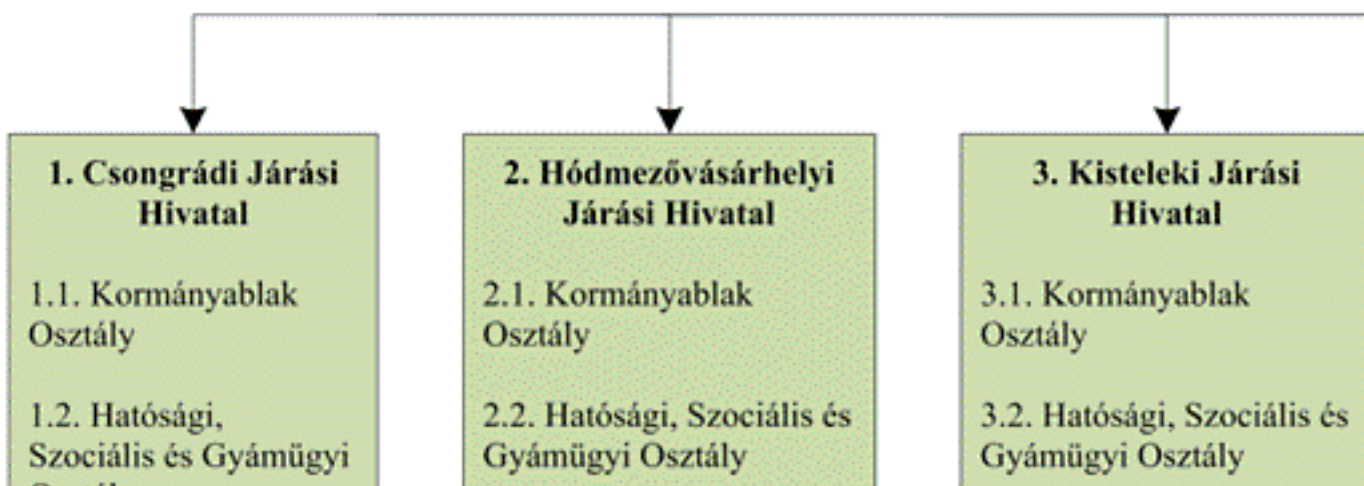 1. Csongrádi Járási
Hivatal
1.1. Kormányablak
Osztály
1.2. Hatósági,
Szociális és Gyámügyi
2. Hódmezővásárhelyi
Járási Hivatal
2.1. Kormányablak
Osztály
2.2. Hatósági, Szociális és
Gyámügyi Osztály
3. Kisteleki Járási
Hivatal
3.1. Kormányablak
Osztály
3.2. Hatósági, Szociális és
Gyámügyi Osztály